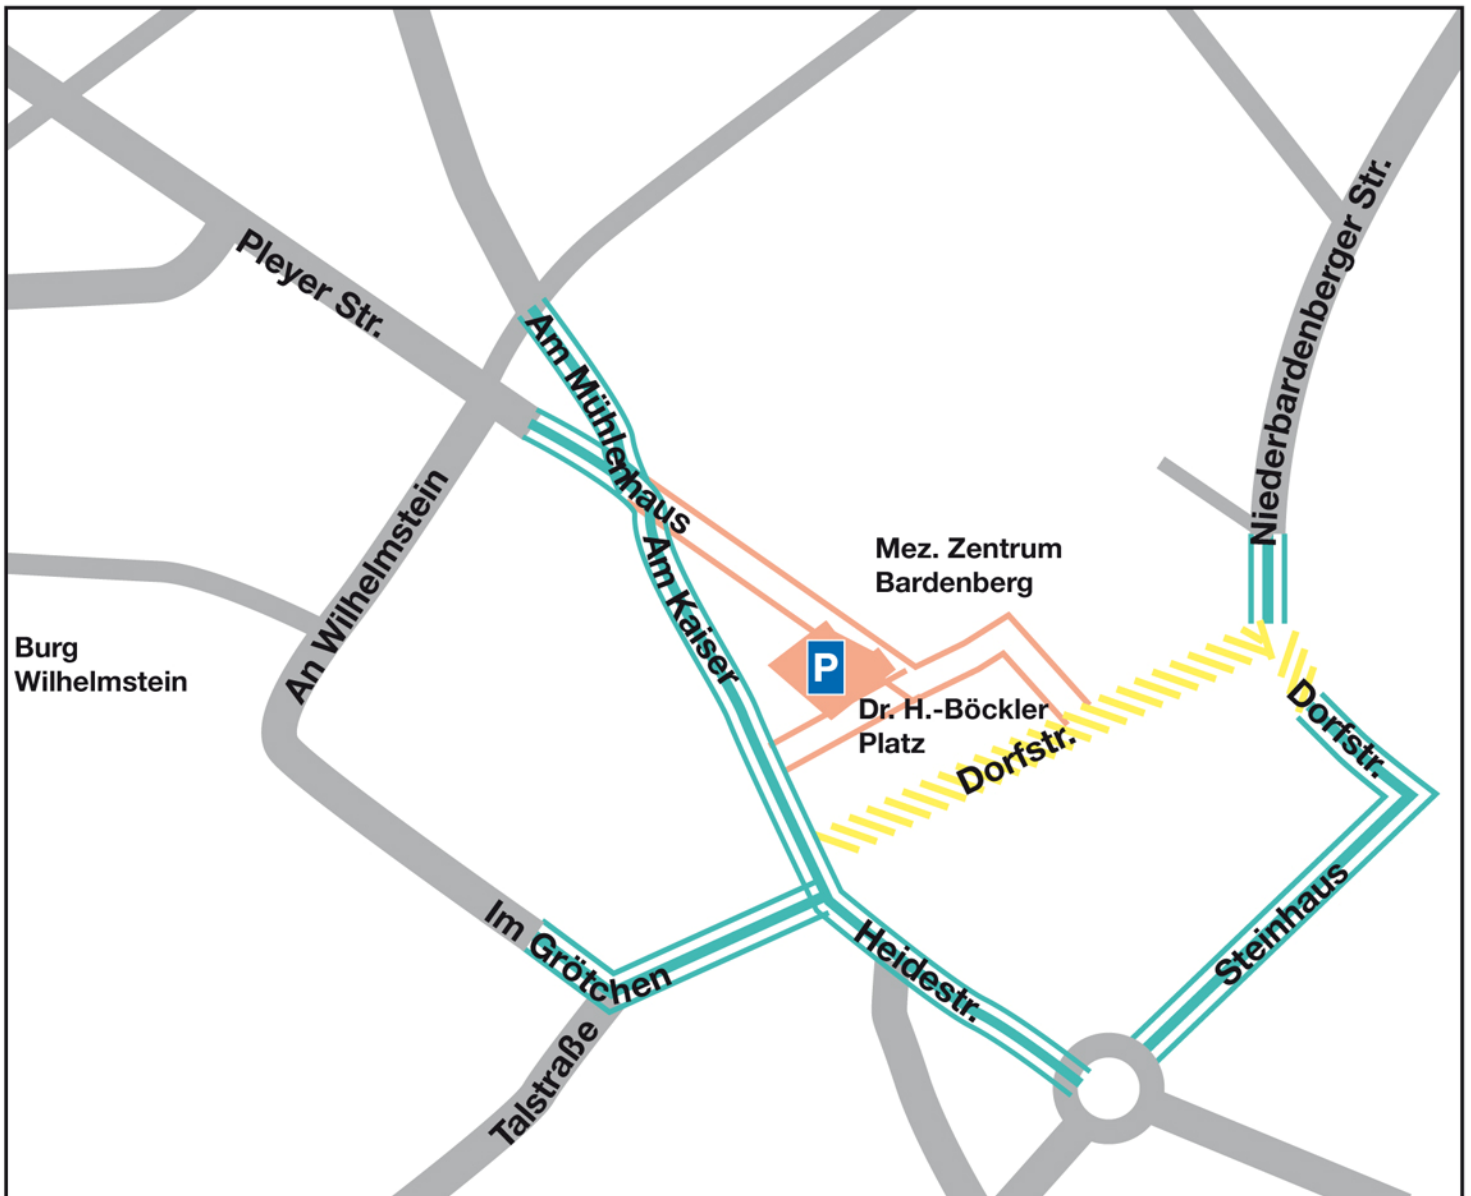 Pleyer Str.
Niederbardenberger Str.
Am Mühlenhaus
An Wilhelmstein
Am Kaiser
Mez. Zentrum
Bardenberg
Burg
Wilhelmstein
P
Dr. H.-Böckler
Platz
Dorfstr.
Dorfstr.
Im Grötchen
Heidestr.
Steinhaus
Talstraße